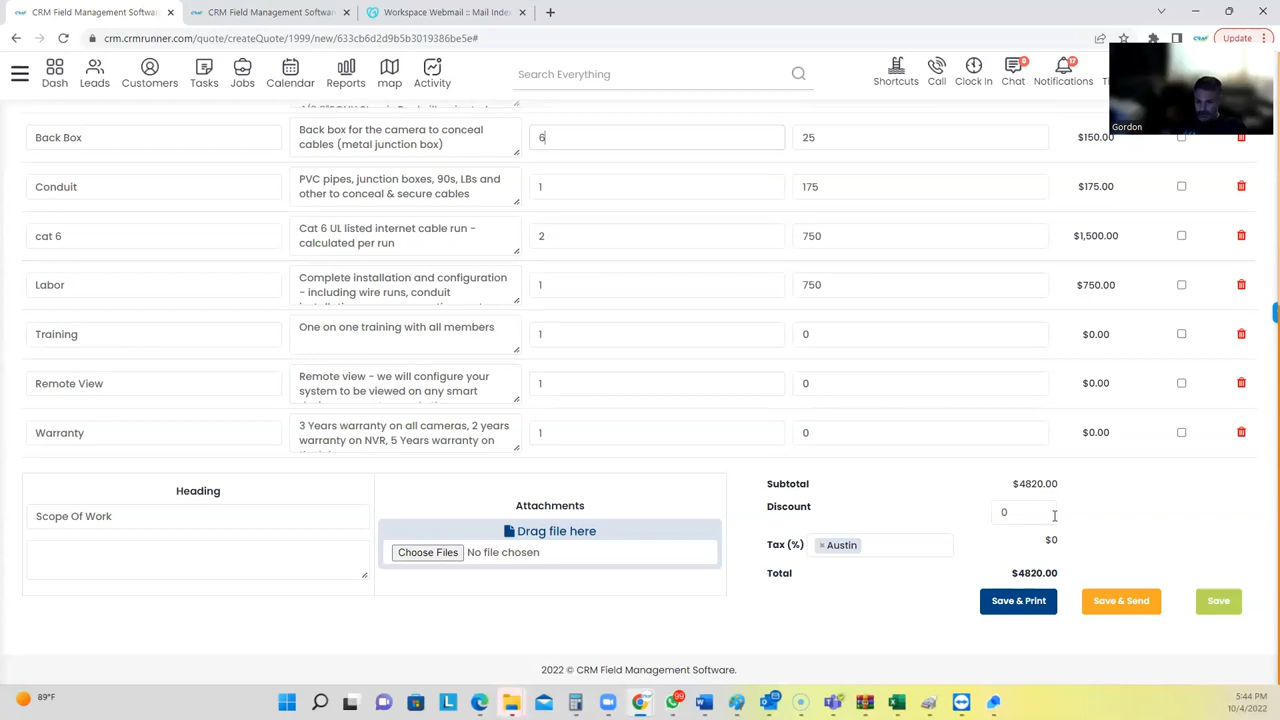 CRM Field Management Software
CRM Field Management Software
Workspace Webmail :: Mail Index
crm.crmrunner.com/quote/createQuote/1999/new/633cb6d2d9b5b3019386be5e#
Update
Dash
Leads
Customers
Tasks
Jobs
Calendar
Reports
map
Activity
Search Everything
Shortcuts
Call
Clock In
Chat
Notifications
0
17
Gordon
Back Box
Back box for the camera to conceal
cables (metal junction box)
6
25
$150.00
Conduit
PVC pipes, junction boxes, 90s, LBs and
other to conceal & secure cables
1
175
$175.00
cat 6
Cat 6 UL listed internet cable run -
calculated per run
2
750
$1,500.00
Labor
Complete installation and configuration
- including wire runs, conduit
1
750
$750.00
Training
One on one training with all members
1
0
$0.00
Remote View
Remote view - we will configure your
system to be viewed on any smart
1
0
$0.00
Warranty
3 Years warranty on all cameras, 2 years
warranty on NVR, 5 Years warranty on
1
0
$0.00
Heading
Scope Of Work
Attachments
Drag file here
Choose Files No file chosen
Subtotal
$4820.00
Discount
0
$0
Tax (%)
× Austin
Total
$4820.00
Save & Print
Save & Send
Save
2022 © CRM Field Management Software.
89°F
99
5:44 PM
10/4/2022